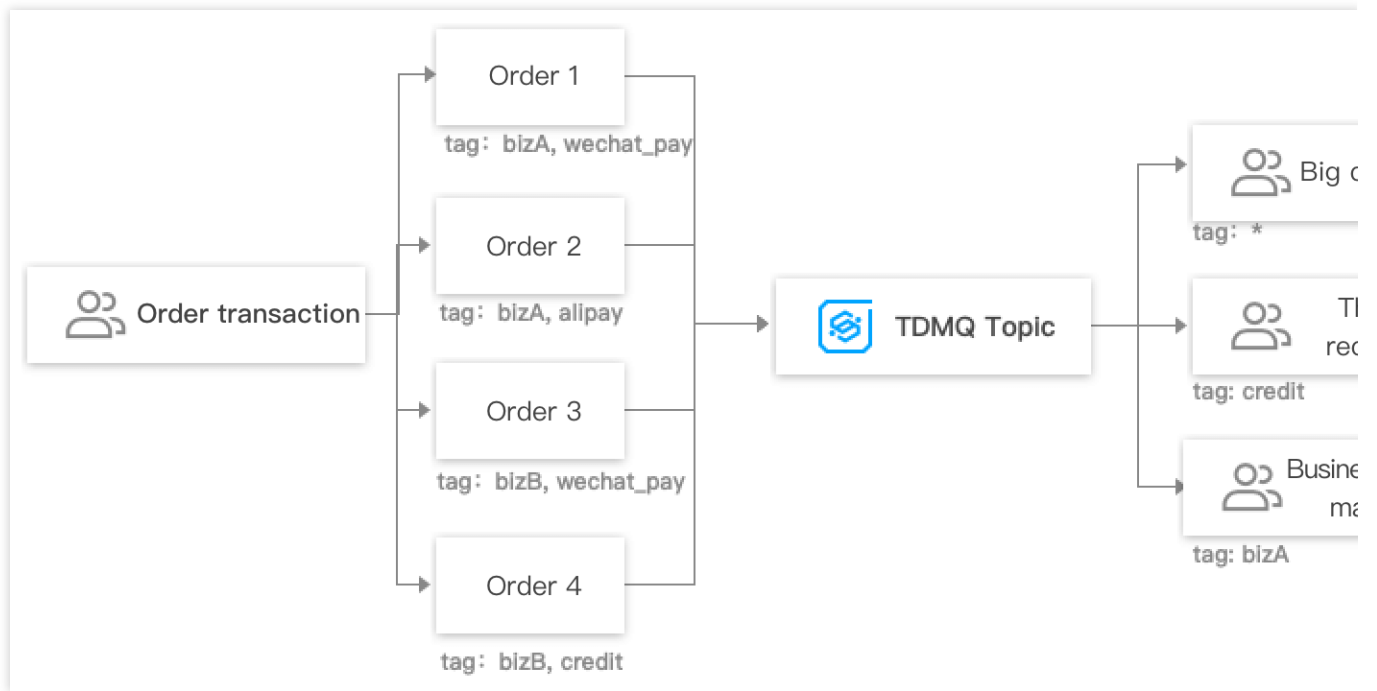 Order 1
tag：bizA, wechat_pay
Order 2
tag：bizA, alipay
Order transaction
Order 3
tag：bizB, wechat_pay
Order 4
tag：bizB, credit
TDMQ Topic
Big
tag：*
tag: credit
tag: bizA